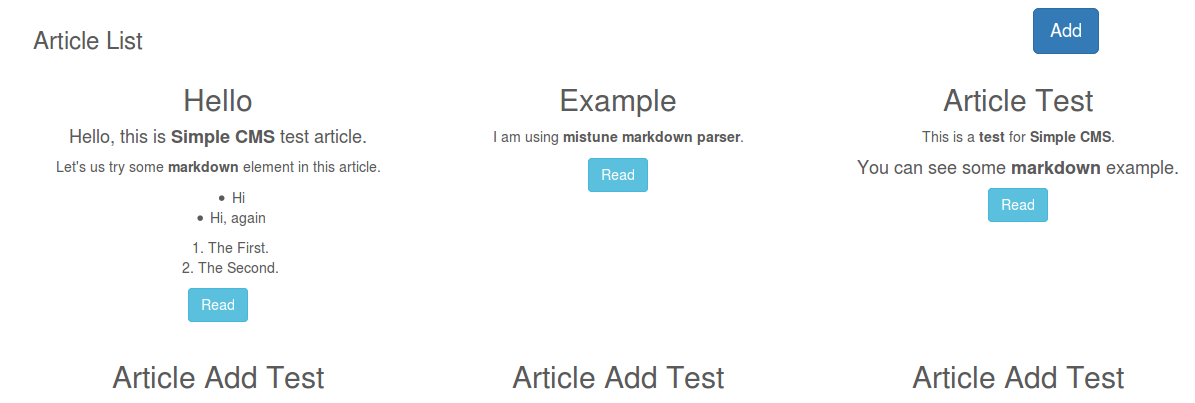 Article List
Add
Hello
Hello, this is Simple CMS test article.
Let's us try some markdown element in this article.
• Hi
• Hi, again
1. The First.
2. The Second.
Read
Example
I am using mistune markdown parser.
Read
Article Test
This is a test for Simple CMS.
You can see some markdown example.
Read
Article Add Test
Article Add Test
Article Add Test